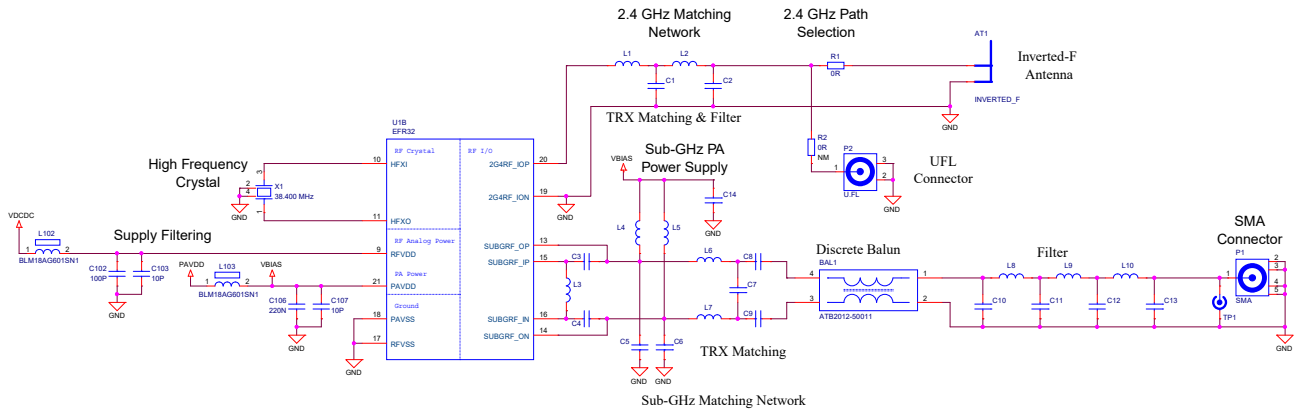 2.4 GHz Matching
Network
2.4 GHz Path
Selection
AT1
INVERTED_F
Inverted-F
Antenna
L1
L2
R1
0R
C1
C2
TRX Matching & Filter
GND
R2
0R
NM
P2
U.FL
3
1
2
GND
UFL
Connector
U1B
EFR32
RF Crystal
RF I/O
10
HFXI
11
HFXO
RF Analog Power
9
RFVDD
PA Power
21
PAVDD
Ground
18
PAVSS
17
RFVSS
2G4RF_IOP
20
2G4RF_ION
19
SUBGRF_OP
13
SUBGRF_IP
15
SUBGRF_IN
16
SUBGRF_ON
14
GND
High Frequency
Crystal
3
2
4
1
X1
38.400 MHz
GND
VDCDC
L102
1
2
BLM18AG601SN1
Supply Filtering
C102
100P
C103
10P
GND
PAVDD
L103
1
2
BLM18AG601SN1
VBIAS
C106
220N
C107
10P
GND
GND
Sub-GHz PA
Power Supply
VBIAS
C14
GND
L4
L5
C3
L3
C4
L6
C8
C7
L7
C9
C5
C6
GND
GND
TRX Matching
Sub-GHz Matching Network
Discrete Balun
BAL1
4
3
1
2
ATB2012-50011
Filter
L8
L9
L10
C10
C11
C12
C13
TP1
SMA
Connector
P1
1
2
3
4
5
SMA
GND